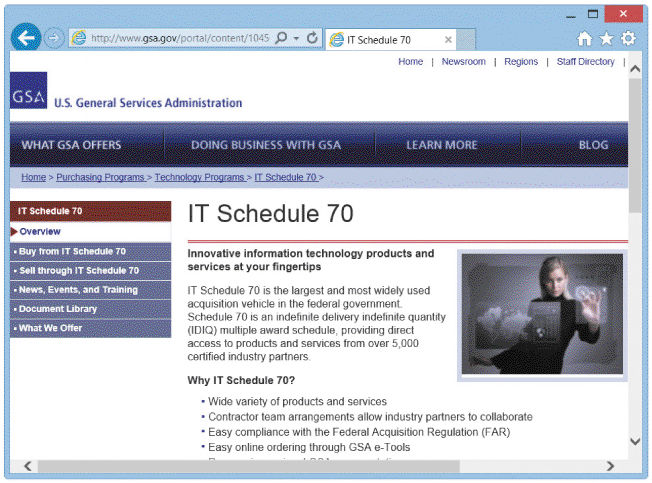 http://www.gsa.gov/portal/content/1045
IT Schedule 70
Home | Newsroom | Regions | Staff Directory |
GSA U.S. General Services Administration
WHAT GSA OFFERS DOING BUSINESS WITH GSA LEARN MORE BLOG
Home > Purchasing Programs > Technology Programs > IT Schedule 70 >
IT Schedule 70
Overview
Buy from IT Schedule 70
Sell through IT Schedule 70
News, Events, and Training
Document Library
What We Offer
IT Schedule 70
Innovative information technology products and
services at your fingertips
IT Schedule 70 is the largest and most widely used
acquisition vehicle in the federal government.
Schedule 70 is an indefinite delivery indefinite quantity
(IDIQ) multiple award schedule, providing direct
access to products and services from over 5,000
certified industry partners.
Why IT Schedule 70?
• Wide variety of products and services
• Contractor team arrangements allow industry partners to collaborate
• Easy compliance with the Federal Acquisition Regulation (FAR)
• Easy online ordering through GSA e-Tools